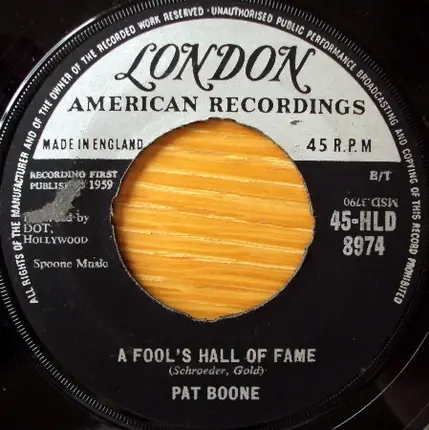 ALL RIGHTS OF THE MANUFACTURER AND OF THE OWNER OF THE RECORDED WORK RESERVED · UNAUTHORISED PUBLIC PERFORMANCE BROADCASTING AND COPYING OF THIS RECORD PROHIBITED
LONDON
AMERICAN RECORDINGS
MADE IN ENGLAND
45 R.P.M
RECORDING FIRST
PUBLISHED 1959
B/T
by
DOT,
HOLLYWOOD
Spoone Music
MSD.3790
45-HLD
8974
A FOOL'S HALL OF FAME
(Schroeder, Gold)
PAT BOONE